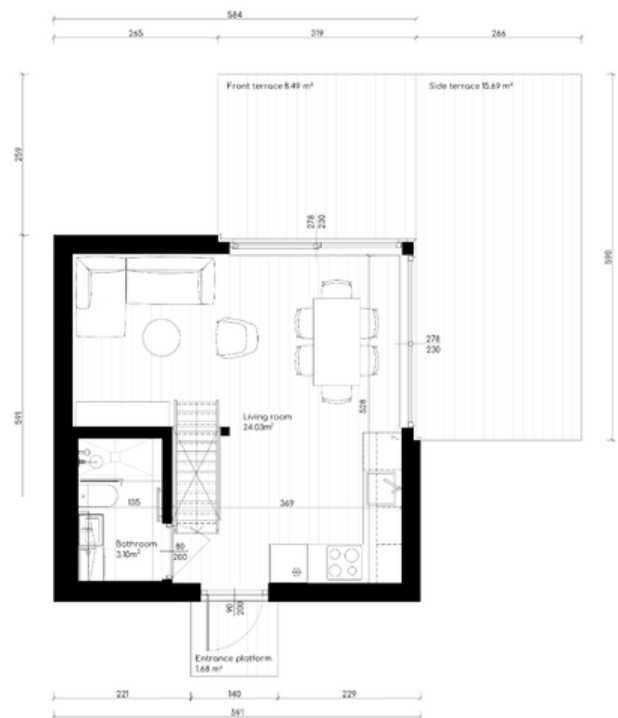 584
265
319
266
Front terrace 8.49 m²
Side terrace 15.69 m²
259
590
278
230
278
230
528
591
Living room
24.03m²
135
369
Bathroom
3.10m²
80
200
90
200
Entrance platform
1.68 m²
221
140
229
591